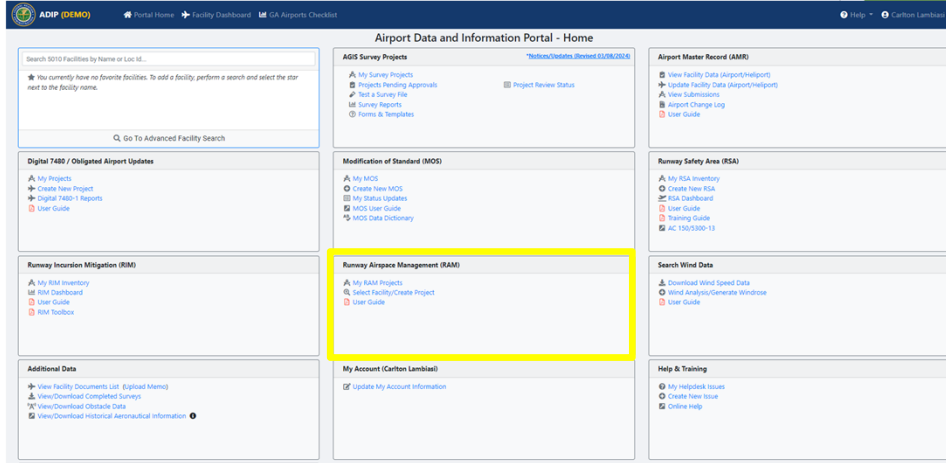 ADIP (DEMO) Portal Home Facility Dashboard GA Airports Checklist Help Carlton Lambiasi
Airport Data and Information Portal - Home
Search 5010 Facilities by Name or Loc Id...
You currently have no favorite facilities. To add a facility, perform a search and select the star
next to the facility name.
Go To Advanced Facility Search
AGIS Survey Projects *Notices/Updates (Revised 03/08/2024)
My Survey Projects
Projects Pending Approvals Project Review Status
Test a Survey File
Survey Reports
Forms & Templates
Airport Master Record (AMR)
View Facility Data (Airport/Heliport)
Update Facility Data (Airport/Heliport)
View Submissions
Airport Change Log
User Guide
Digital 7480 / Obligated Airport Updates
My Projects
Create New Project
Digital 7480-1 Reports
User Guide
Modification of Standard (MOS)
My MOS
Create New MOS
My Status Updates
MOS User Guide
MOS Data Dictionary
Runway Safety Area (RSA)
My RSA Inventory
Create New RSA
RSA Dashboard
User Guide
Training Guide
AC 150/5300-13
Runway Incursion Mitigation (RIM)
My RIM Inventory
RIM Dashboard
User Guide
RIM Toolbox
Runway Airspace Management (RAM)
My RAM Projects
Select Facility/Create Project
User Guide
Search Wind Data
Download Wind Speed Data
Wind Analysis/Generate Windrose
User Guide
Additional Data
View Facility Documents List (Upload Memo)
View/Download Completed Surveys
View/Download Obstacle Data
View/Download Historical Aeronautical Information
My Account (Carlton Lambiasi)
Update My Account Information
Help & Training
My Helpdesk Issues
Create New Issue
Online Help